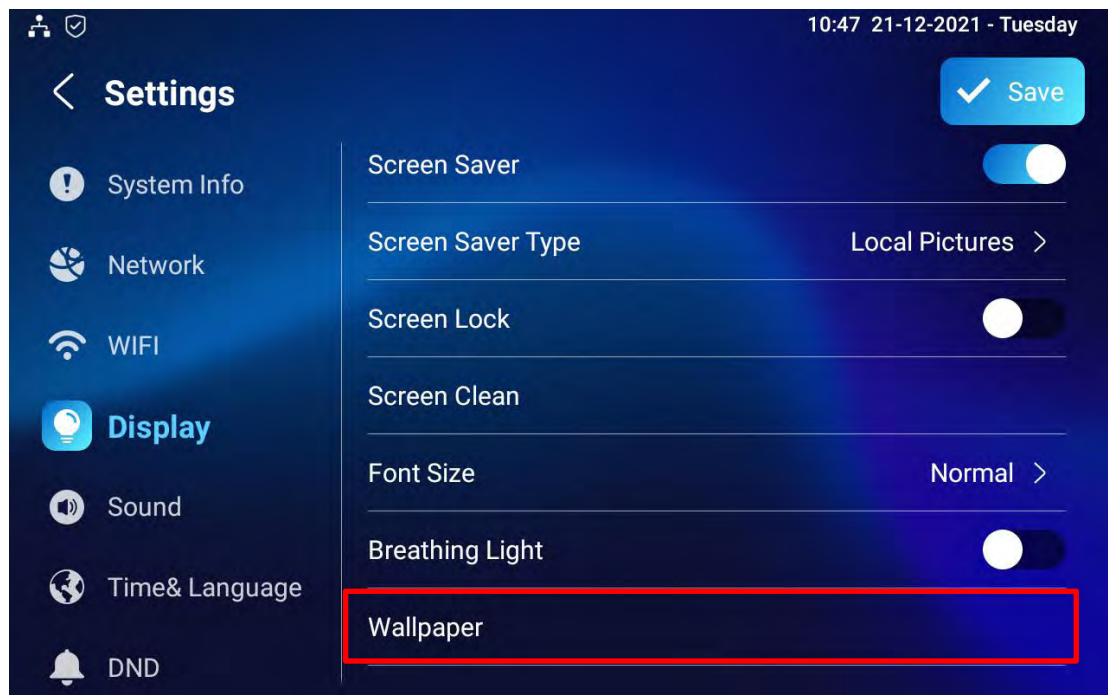 10:47 21-12-2021 - Tuesday
Settings
Save
System Info
Network
WIFI
Display
Sound
Time& Language
DND
Screen Saver
Screen Saver Type Local Pictures
Screen Lock
Screen Clean
Font Size Normal
Breathing Light
Wallpaper